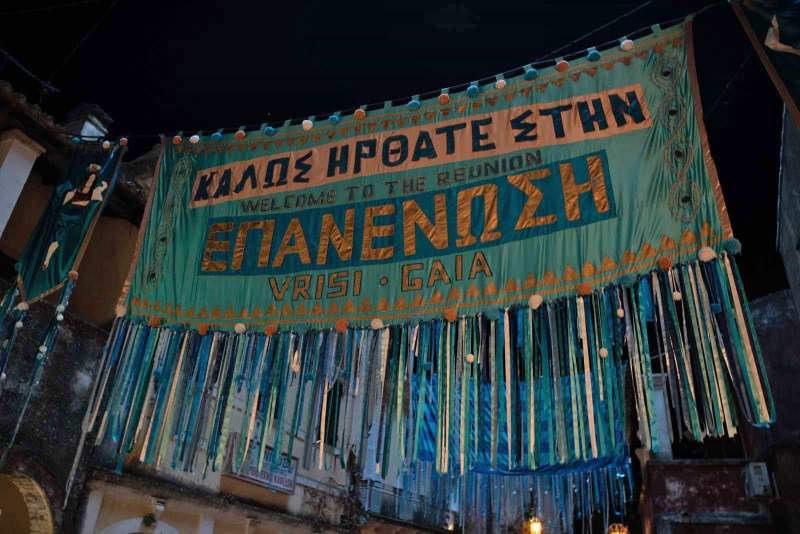 ΚΑΛΩΣ ΗΡΘΑΤΕ ΣΤΗΝ
WELCOME TO THE REUNION
ΕΠΑΝΕΝΩΣΗ
VRISI · GAIA